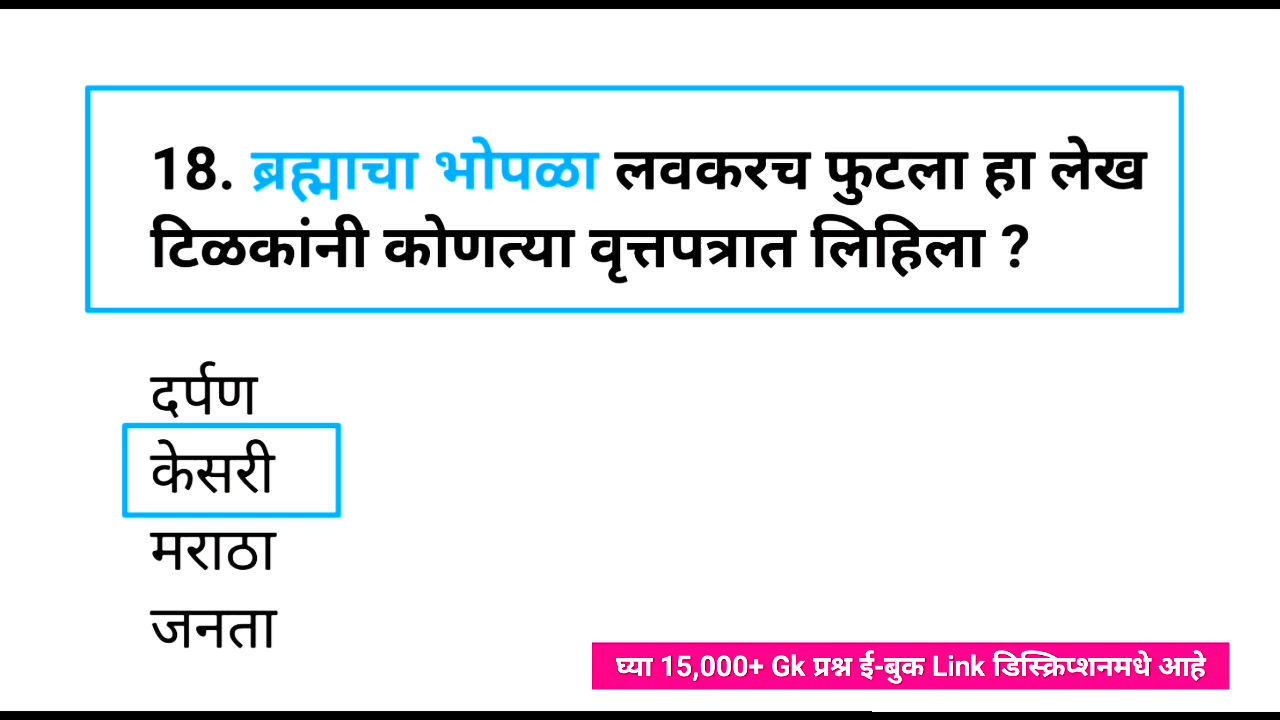 18. ब्रह्माचा भोपळा लवकरच फुटला हा लेख
टिळकांनी कोणत्या वृत्तपत्रात लिहिला ?
दर्पण
केसरी
मराठा
जनता
घ्या 15,000+ Gk प्रश्न ई-बुक Link डिस्क्रिप्शनमधे आहे